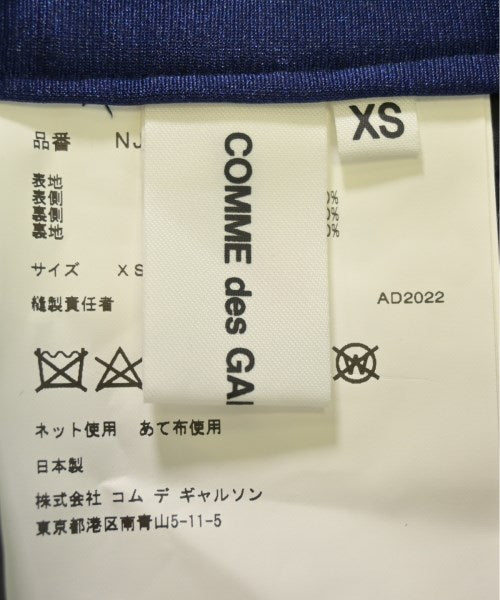 XS
COMME des GA
品番 NJ
表地
表側 0%
裏側 0%
裏地 0%
サイズ XS
縫製責任者 AD2022
W
ネット使用 あて布使用
日本製
株式会社 コム デ ギャルソン
東京都港区南青山5-11-5